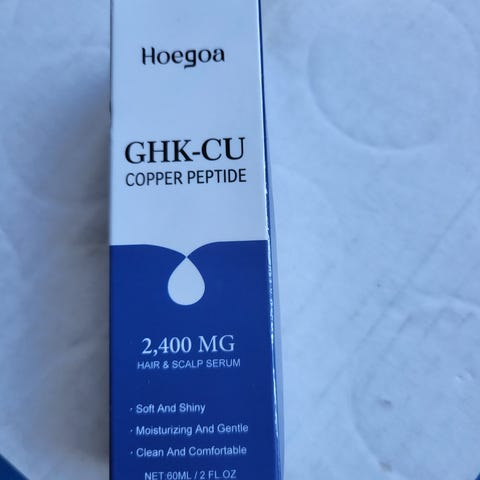 Hoegoa
GHK-CU
COPPER PEPTIDE
2,400 MG
HAIR & SCALP SERUM
· Soft And Shiny
· Moisturizing And Gentle
· Clean And Comfortable
NET:60ML / 2 FL OZ